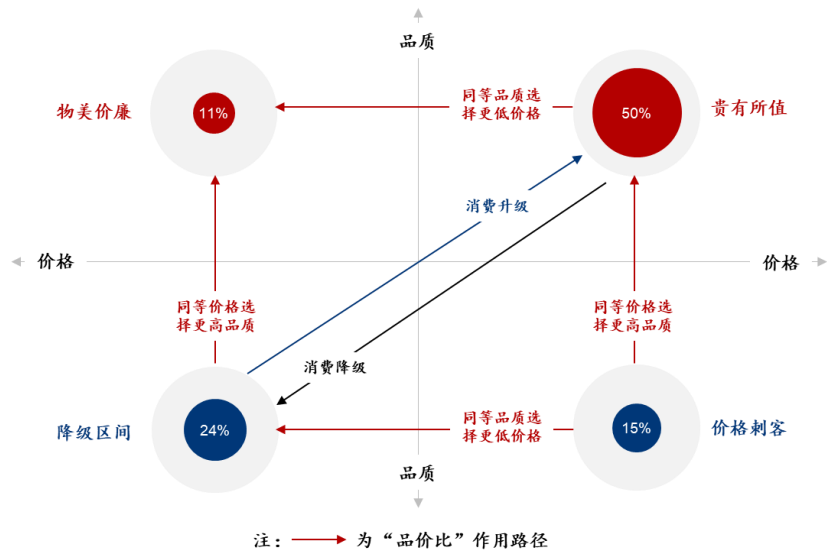 品质
物美价廉
11%
同等品质选
择更低价格
50%
贵有所值
消费升级
价格
价格
同等价格选
择更高品质
同等价格选
择更高品质
消费降级
降级区间
24%
同等品质选
择更低价格
15%
价格刺客
品质
注： 为“品价比”作用路径